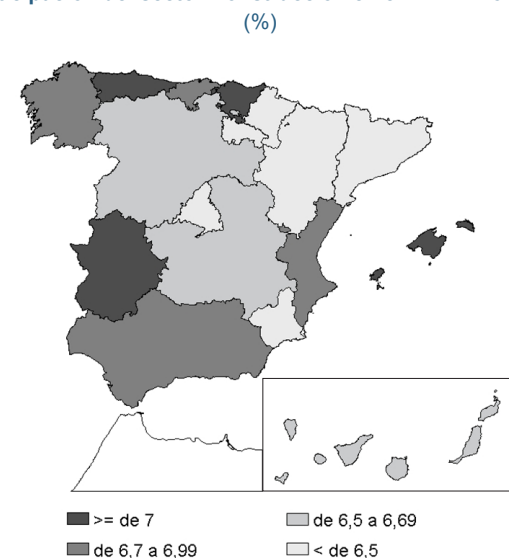 (%)
>= de 7
de 6,5 a 6,69
de 6,7 a 6,99
< de 6,5